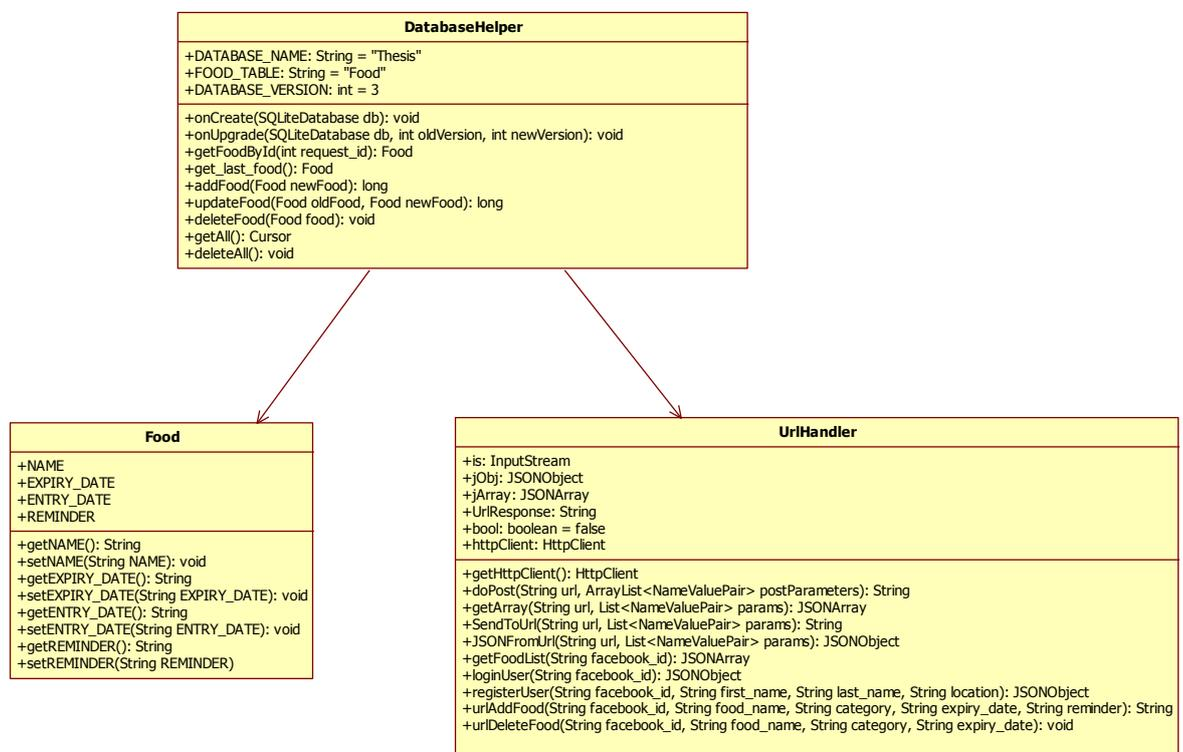 DatabaseHelper
+DATABASE_NAME: String = "Thesis"
+FOOD_TABLE: String = "Food"
+DATABASE_VERSION: int = 3
+onCreate(SQLiteDatabase db): void
+onUpgrade(SQLiteDatabase db, int oldVersion, int newVersion): void
+getFoodById(int request_id): Food
+get_last_food(): Food
+addFood(Food newFood): long
+updateFood(Food oldFood, Food newFood): long
+deleteFood(Food food): void
+getAll(): Cursor
+deleteAll(): void
Food
+NAME
+EXPIRY_DATE
+ENTRY_DATE
+REMINDER
+getNAME(): String
+setNAME(String NAME): void
+getEXPIRY_DATE(): String
+setEXPIRY_DATE(String EXPIRY_DATE): void
+getENTRY_DATE(): String
+setENTRY_DATE(String ENTRY_DATE): void
+getREMINDER(): String
+setREMINDER(String REMINDER)
UrlHandler
+is: InputStream
+jObj: JSONObject
+jArray: JSONArray
+UrlResponse: String
+bool: boolean = false
+httpClient: HttpClient
+getHttpClient(): HttpClient
+doPost(String url, ArrayList<NameValuePair> postParameters): String
+getArray(String url, List<NameValuePair> params): JSONArray
+SendToUrl(String url, List<NameValuePair> params): String
+JSONFromUrl(String url, List<NameValuePair> params): JSONObject
+getFoodList(String facebook_id): JSONArray
+loginUser(String facebook_id): JSONObject
+registerUser(String facebook_id, String first_name, String last_name, String location): JSONObject
+urlAddFood(String facebook_id, String food_name, String category, String expiry_date, String reminder): String
+urlDeleteFood(String facebook_id, String food_name, String category, String expiry_date): void